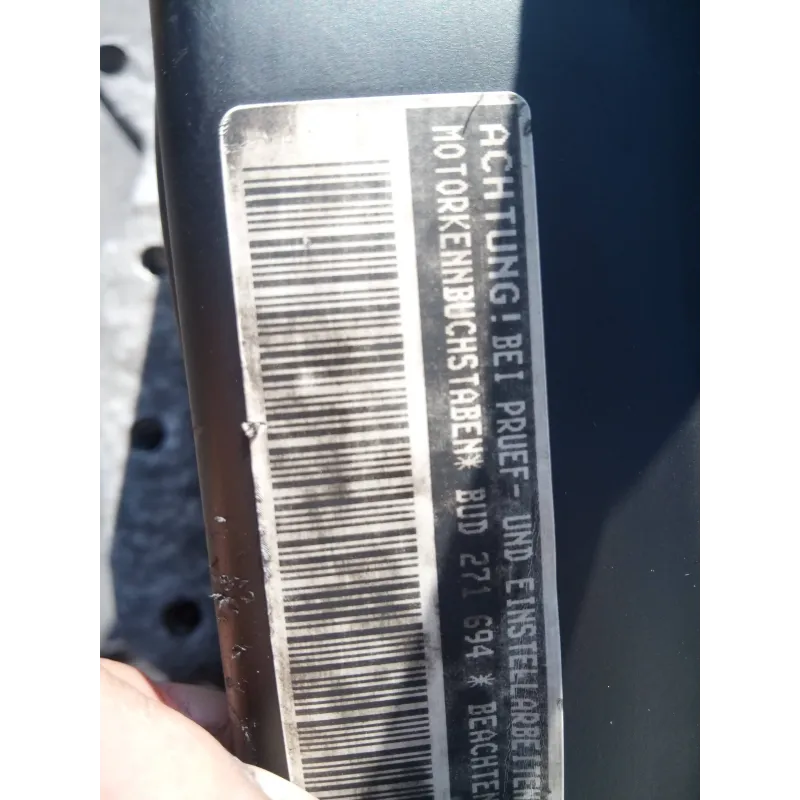 ACHTUNG! BEI PRUEF- UND EINSTELLARBEITEN
MOTORKENNBUCHSTABEN* BUD 271 694 * BEACHTEN